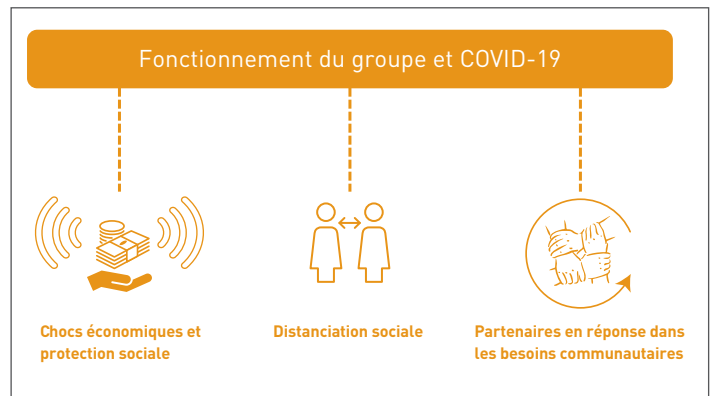 Fonctionnement du groupe et COVID-19
Chocs économiques et
protection sociale
Distanciation sociale
Partenaires en réponse dans
les besoins communautaires